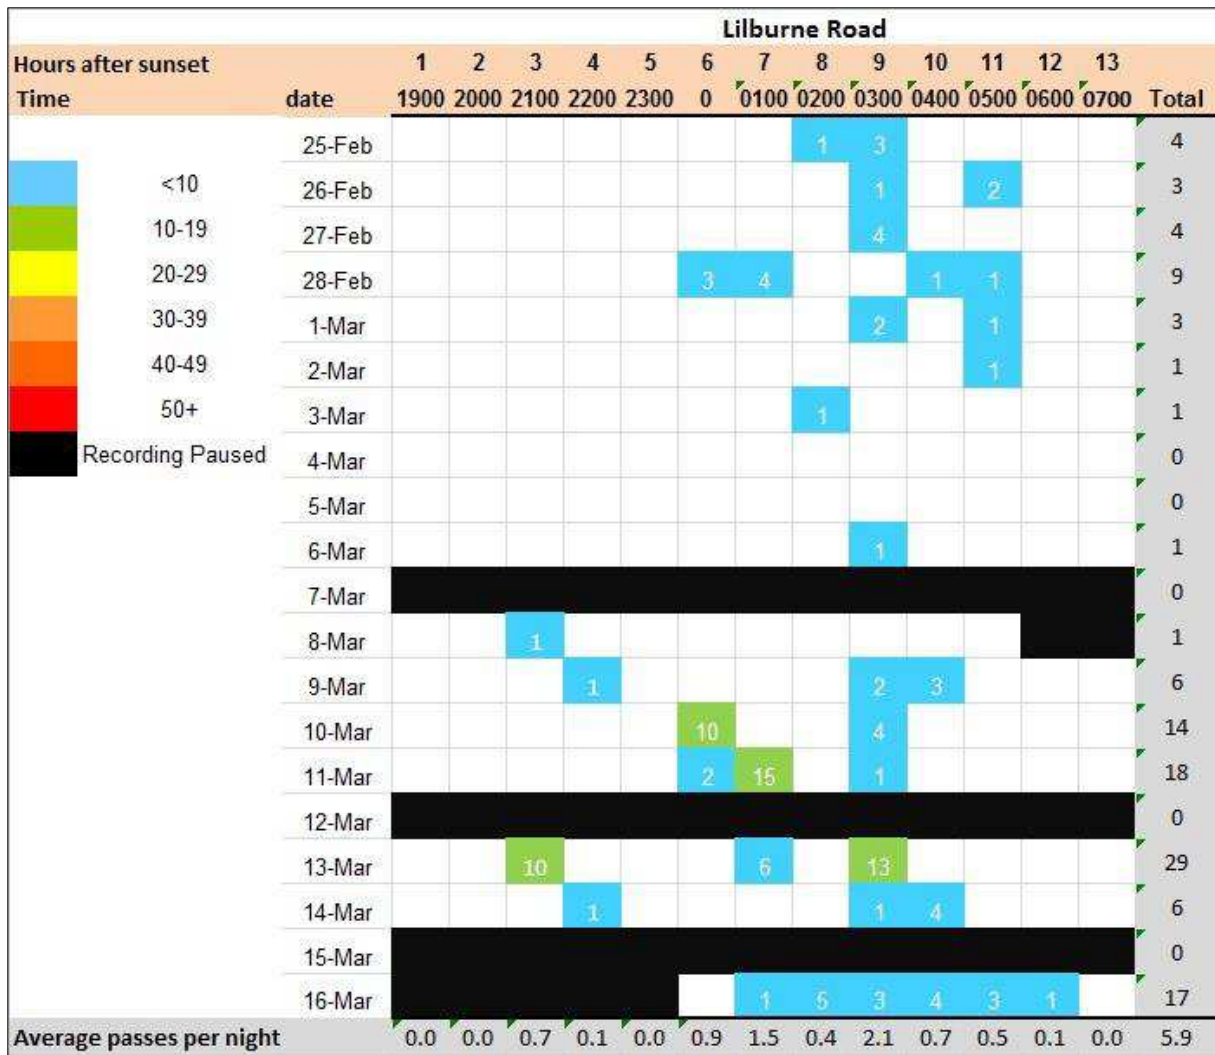 Lilburne Road
Hours after sunset 1 2 3 4 5 6 7 8 9 10 11 12 13
Time date 1900 2000 2100 2200 2300 0 0100 0200 0300 0400 0500 0600 0700 Total
25-Feb 1 3 4
<10 26-Feb 1 2 3
10-19 27-Feb 4 4
20-29 28-Feb 3 4 1 1 9
30-39 1-Mar 2 1 3
40-49 2-Mar 1 1
50+ 3-Mar 1 1
Recording Paused 4-Mar 0
5-Mar 0
6-Mar 1 1
7-Mar 0
8-Mar 1 1
9-Mar 1 2 3 6
10-Mar 10 4 14
11-Mar 2 15 1 18
12-Mar 0
13-Mar 10 6 13 29
14-Mar 1 1 4 6
15-Mar 0
16-Mar 1 5 3 4 3 1 17
Average passes per night 0.0 0.0 0.7 0.1 0.0 0.9 1.5 0.4 2.1 0.7 0.5 0.1 0.0 5.9